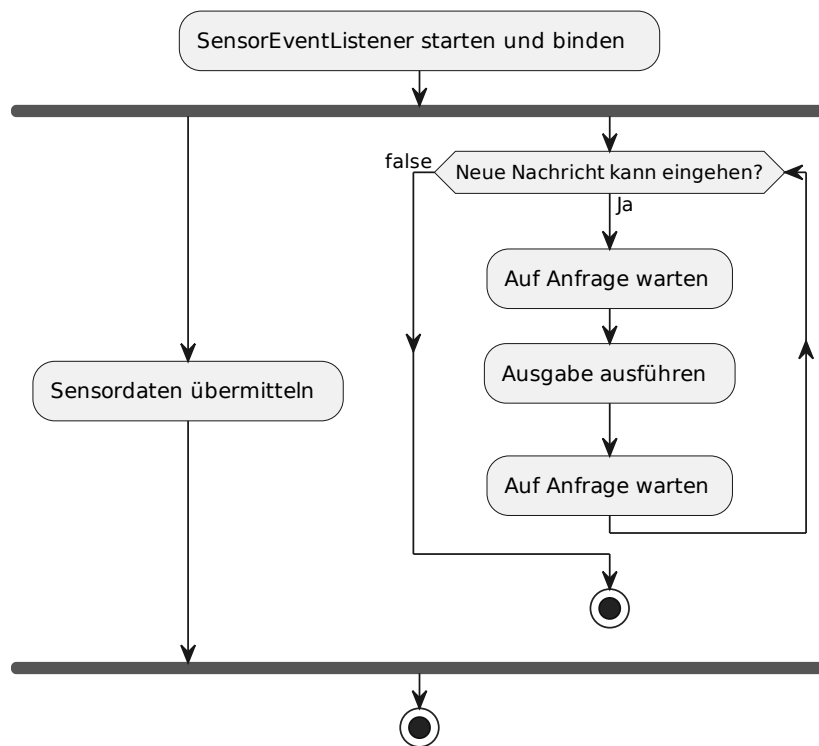 SensorEventListener starten und binden
false
Neue Nachricht kann eingehen?
Ja
Auf Anfrage warten
Ausgabe ausführen
Sensordaten übermitteln
Auf Anfrage warten